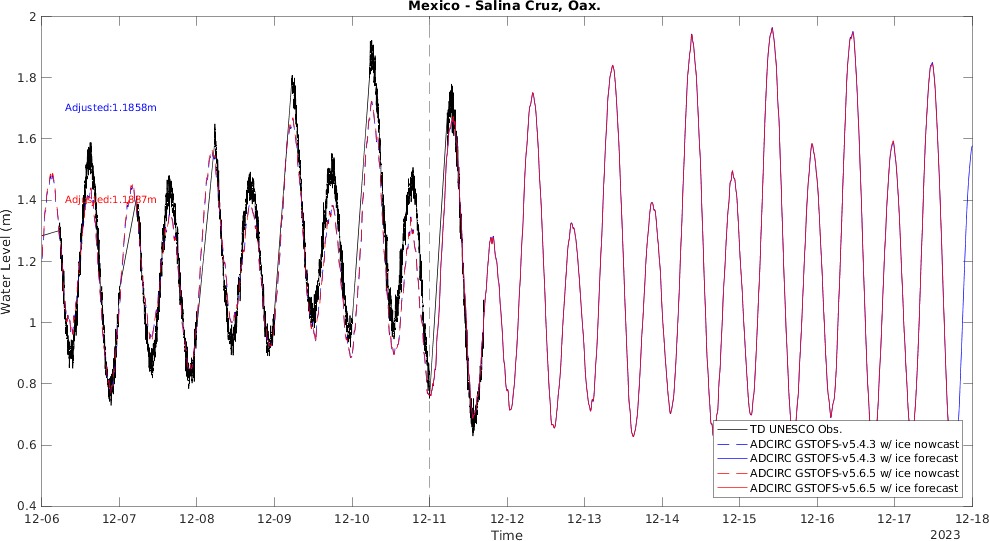 Mexico - Salina Cruz, Oax.
2
1.8
Adjusted:1.1858m
1.6
1.4
Adjusted:1.1887m
Water Level (m)
1.2
1
0.8
0.6
0.4
TD UNESCO Obs.
ADCIRC GSTOFS-v5.4.3 w/ ice nowcast
ADCIRC GSTOFS-v5.4.3 w/ ice forecast
ADCIRC GSTOFS-v5.6.5 w/ ice nowcast
ADCIRC GSTOFS-v5.6.5 w/ ice forecast
12-06 12-07 12-08 12-09 12-10 12-11 12-12 12-13 12-14 12-15 12-16 12-17 12-18
Time
2023